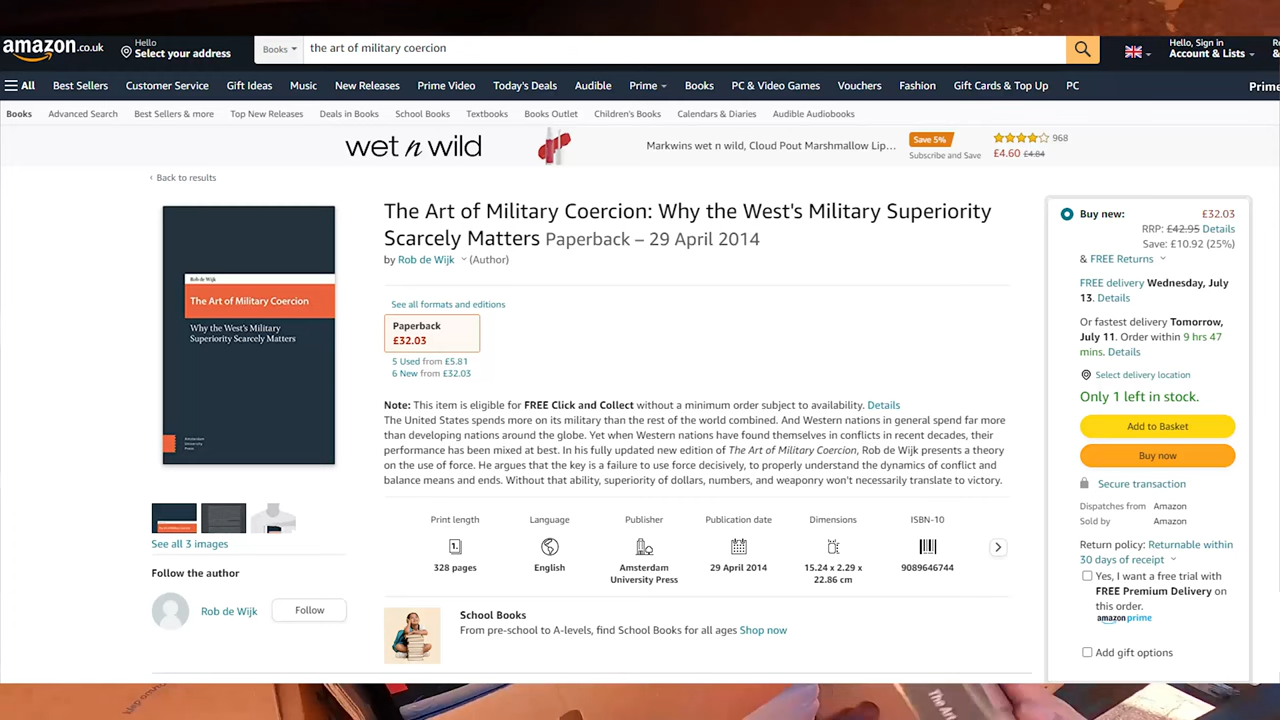 amazon.co.uk
Hello
Select your address
Books
the art of military coercion
Hello, Sign in
Account & Lists
Re
&
All
Best Sellers
Customer Service
Gift Ideas
Music
New Releases
Prime Video
Today's Deals
Audible
Prime
Books
PC & Video Games
Vouchers
Fashion
Gift Cards & Top Up
PC
Prime
Books
Advanced Search
Best Sellers & more
Top New Releases
Deals in Books
School Books
Textbooks
Books Outlet
Children's Books
Calendars & Diaries
Audible Audiobooks
wet n wild
Markwins wet n wild, Cloud Pout Marshmallow Lip…
Save 5%
Subscribe and Save
968
£4.60 £4.84
‹ Back to results
Rob de Wijk
The Art of Military Coercion
Why the West's Military
Superiority Scarcely Matters
Amsterdam
University
Press
See all 3 images
Follow the author
Rob de Wijk
Follow
The Art of Military Coercion: Why the West's Military Superiority
Scarcely Matters Paperback – 29 April 2014
by Rob de Wijk (Author)
See all formats and editions
Paperback
£32.03
5 Used from £5.81
6 New from £32.03
Note: This item is eligible for FREE Click and Collect without a minimum order subject to availability. Details
The United States spends more on its military than the rest of the world combined. And Western nations in general spend far more
than developing nations around the globe. Yet when Western nations have found themselves in conflicts in recent decades, their
performance has been mixed at best. In his fully updated new edition of The Art of Military Coercion, Rob de Wijk presents a theory
on the use of force. He argues that the key is a failure to use force decisively, to properly understand the dynamics of conflict and
balance means and ends. Without that ability, superiority of dollars, numbers, and weaponry won't necessarily translate to victory.
Print length
328 pages
Language
English
Publisher
Amsterdam
University Press
Publication date
29 April 2014
Dimensions
15.24 x 2.29 x
22.86 cm
ISBN-10
9089646744
School Books
From pre-school to A-levels, find School Books for all ages Shop now
Buy new:
£32.03
RRP: £42.95 Details
Save: £10.92 (25%)
& FREE Returns
FREE delivery Wednesday, July
13. Details
Or fastest delivery Tomorrow,
July 11. Order within 9 hrs 47
mins. Details
Select delivery location
Only 1 left in stock.
Add to Basket
Buy now
Secure transaction
Dispatches from Amazon
Sold by Amazon
Return policy: Returnable within
30 days of receipt
Yes, I want a free trial with
FREE Premium Delivery on
this order.
amazon prime
Add gift options
The Art